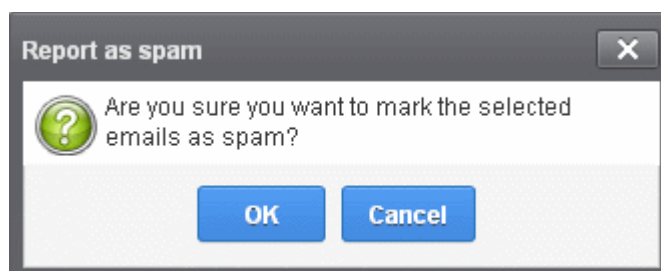 Report as spam
Are you sure you want to mark the selected
emails as spam?
OK Cancel